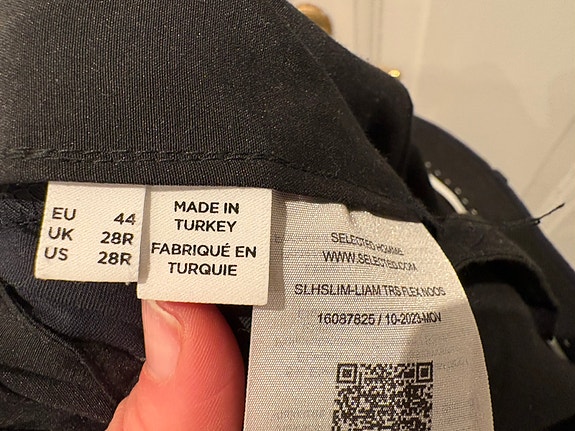 EU 44
UK 28R
US 28R
MADE IN
TURKEY
FABRIQUÉ EN
TURQUIE
SELECTED HOMME
WWW.SELECTED.COM
SLHSLIM-LIAM TRS FLEX NOOS
16087825 / 10-2023-MOV